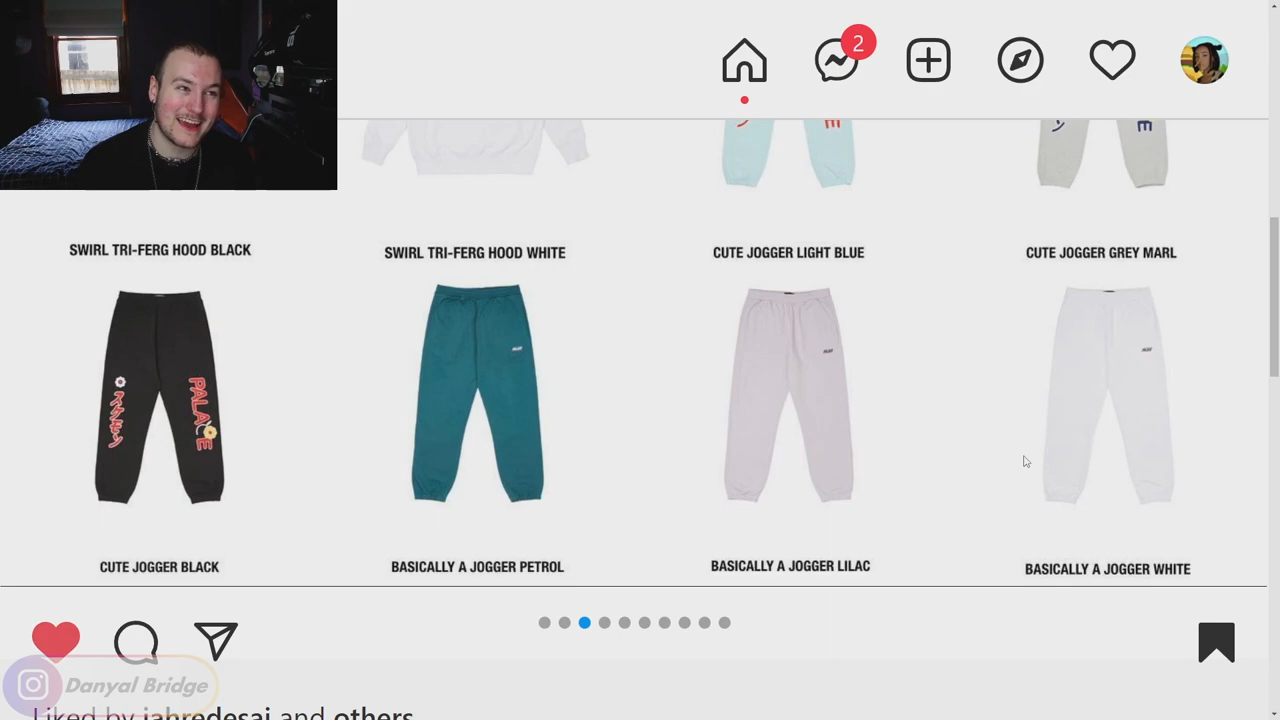 2
SWIRL TRI-FERG HOOD BLACK
SWIRL TRI-FERG HOOD WHITE
CUTE JOGGER LIGHT BLUE
CUTE JOGGER GREY MARL
PALACE
CUTE JOGGER BLACK
BASICALLY A JOGGER PETROL
BASICALLY A JOGGER LILAC
BASICALLY A JOGGER WHITE
Danyal Bridge
Liked by jahredesai and others